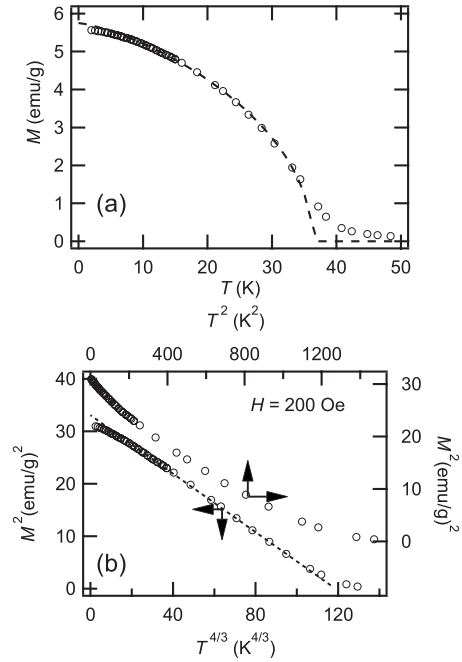 6
5
4
3
2
1
0
M (emu/g)
(a)
0 10 20 30 40 50
T (K)
T² (K²)
0 400 800 1200
40
30
20
10
0
M² (emu/g)²
H = 200 Oe
30
20
10
0
M² (emu/g)²
(b)
0 40 80 120
T⁴/³ (K⁴/³)